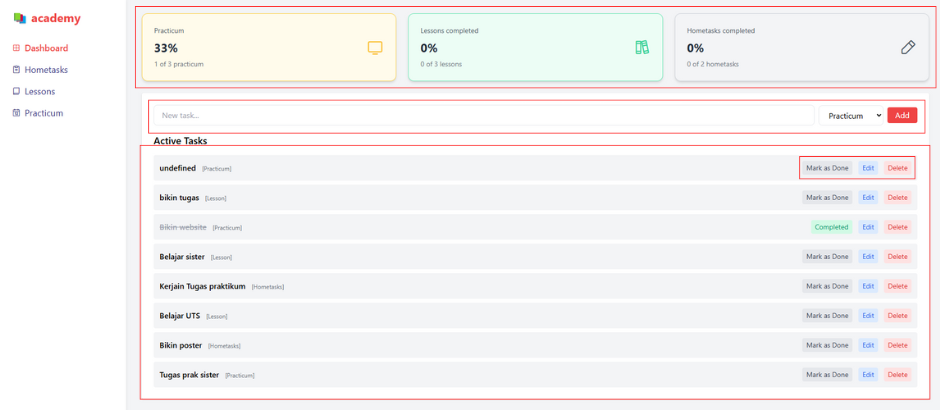 academy
Dashboard
Hometasks
Lessons
Practicum
Practicum
33%
1 of 3 practicum
Lessons completed
0%
0 of 3 lessons
Hometasks completed
0%
0 of 2 hometasks
New task...
Practicum
Add
Active Tasks
undefined [Practicum] Mark as Done Edit Delete
bikin tugas [Lesson] Mark as Done Edit Delete
Bikin website [Practicum] Completed Edit Delete
Belajar sister [Lesson] Mark as Done Edit Delete
Kerjain Tugas praktikum [Hometasks] Mark as Done Edit Delete
Belajar UTS [Lesson] Mark as Done Edit Delete
Bikin poster [Hometasks] Mark as Done Edit Delete
Tugas prak sister [Practicum] Mark as Done Edit Delete